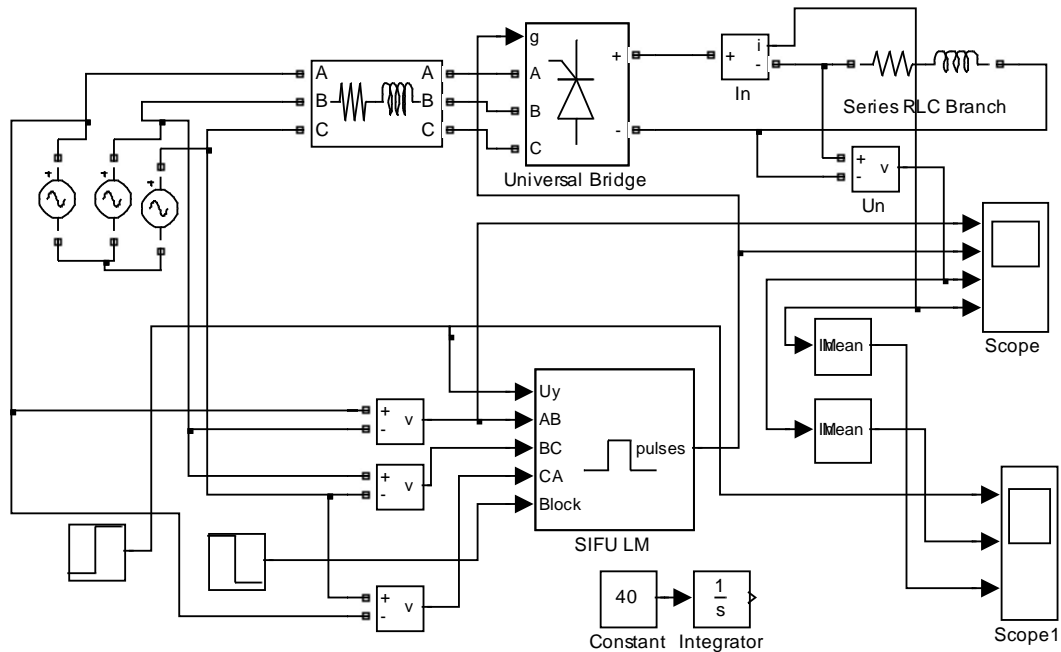 g
A
B
C
+
-
Universal Bridge
A
B
C
A
B
C
+
i
-
In
Series RLC Branch
+
-
v
Un
Scope
Mean
Mean
Scope1
+
-
v
+
-
v
+
-
v
Uy
AB
BC
CA
Block
pulses
SIFU LM
40
Constant
1
s
Integrator